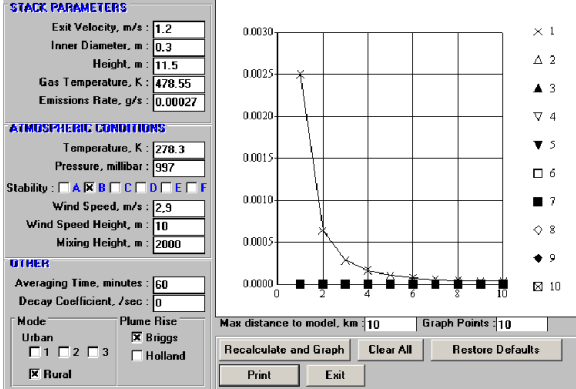 STACK PARAMETERS
Exit Velocity, m/s : 1.2
Inner Diameter, m : 0.3
Height, m : 11.5
Gas Temperature, K : 478.55
Emissions Rate, g/s : 0.00027
ATMOSPHERIC CONDITIONS
Temperature, K : 278.3
Pressure, millibar : 997
Stability : A B C D E F
Wind Speed, m/s : 2,9
Wind Speed Height, m : 10
Mixing Height, m : 2000
OTHER
Averaging Time, minutes : 60
Decay Coefficient, /sec : 0
Mode
Urban
1 2 3
Rural
Plume Rise
Briggs
Holland
0.0030
0.0025
0.0020
0.0015
0.0010
0.0005
0.0000
0 2 4 6 8 10
1
2
3
4
5
6
7
8
9
10
Max distance to model, km : 10 Graph Points : 10
Recalculate and Graph Clear All Restore Defaults
Print Exit